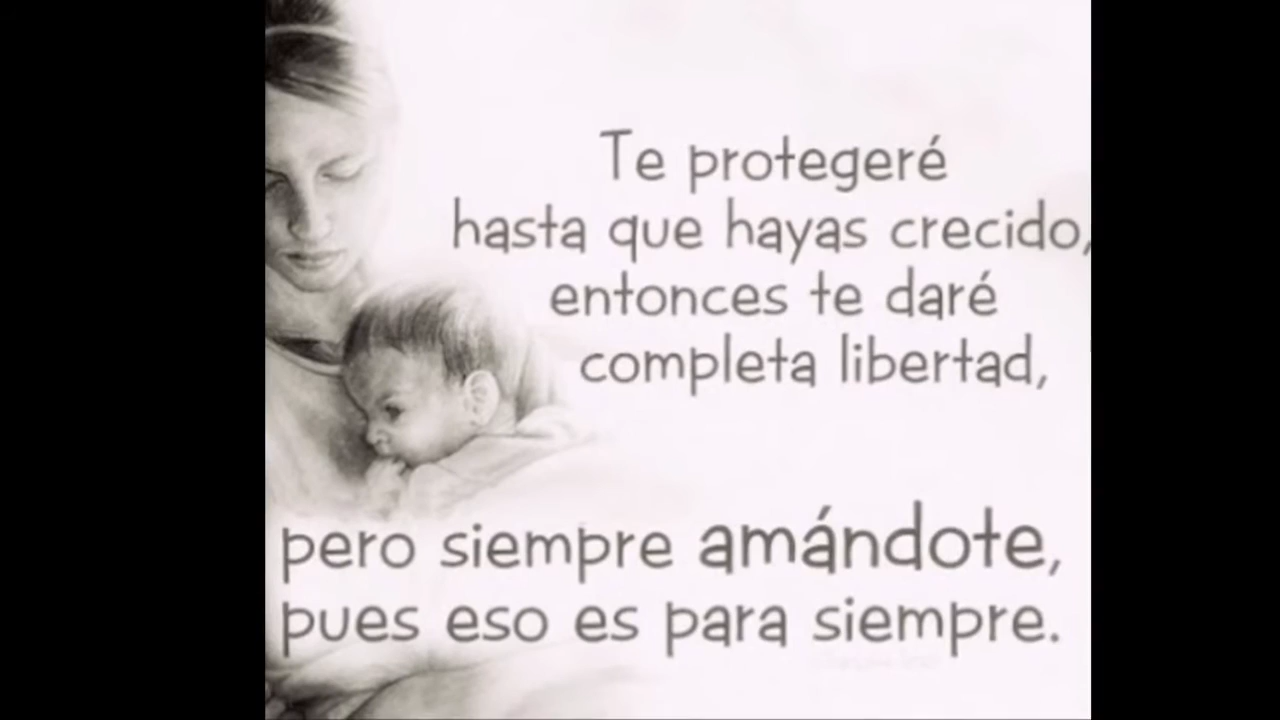 Te protegeré
hasta que hayas crecido,
entonces te daré
completa libertad,
pero siempre amándote,
pues eso es para siempre.